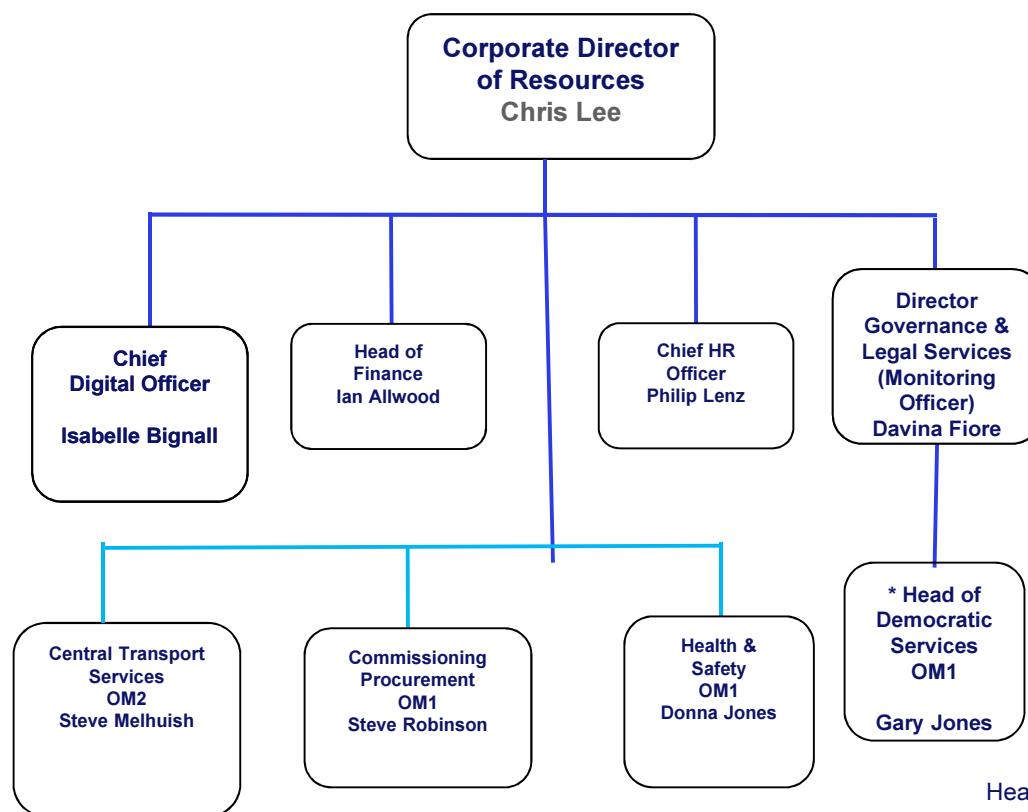 Corporate Director
of Resources
Chris Lee
Chief
Digital Officer
Isabelle Bignall
Head of
Finance
Ian Allwood
Chief HR
Officer
Philip Lenz
Director
Governance &
Legal Services
(Monitoring
Officer)
Davina Fiore
Central Transport
Services
OM2
Steve Melhuish
Commissioning
Procurement
OM1
Steve Robinson
Health &
Safety
OM1
Donna Jones
* Head of
Democratic
Services
OM1
Gary Jones
Hea